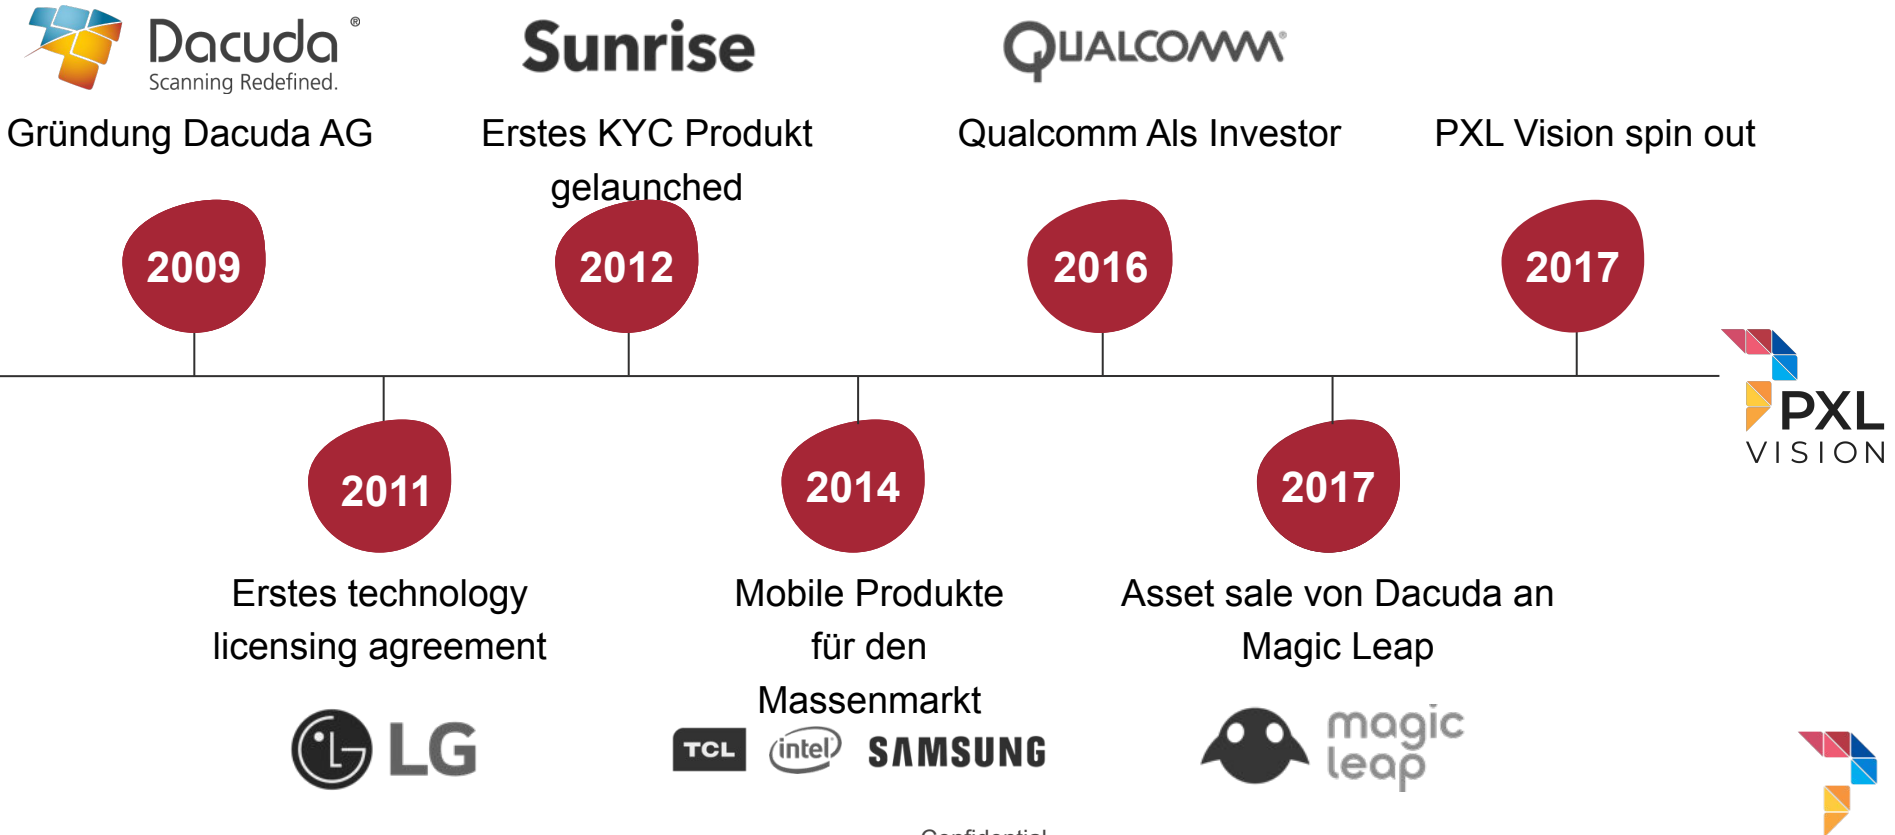 Dacuda®
Scanning Redefined.
Sunrise
QUALCOMM®
Gründung Dacuda AG
Erstes KYC Produkt
gelaunched
Qualcomm Als Investor
PXL Vision spin out
2009
2012
2016
2017
PXL
VISION
2011
2014
2017
Erstes technology
licensing agreement
Mobile Produkte
für den
Massenmarkt
Asset sale von Dacuda an
Magic Leap
LG
TCL
intel
SAMSUNG
magic
leap
Confidential